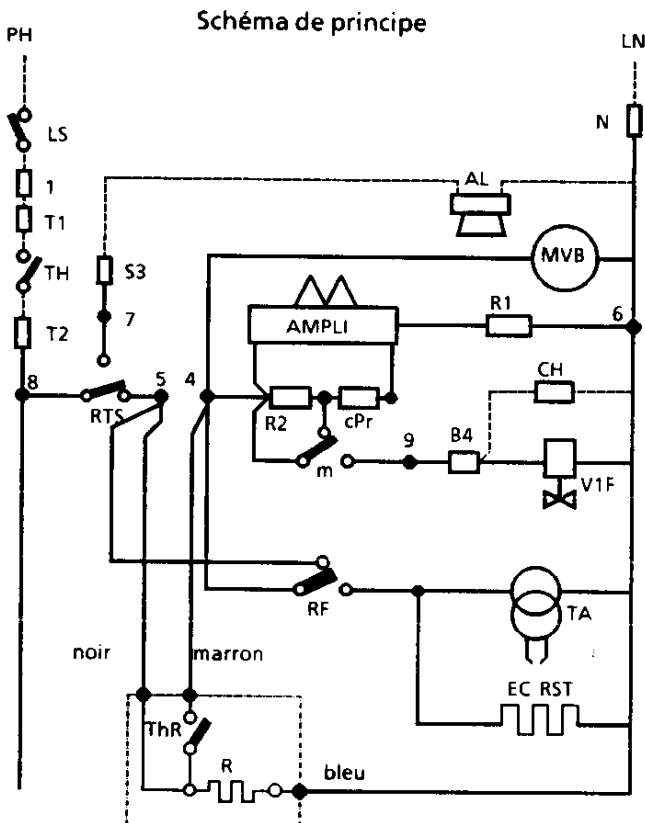 Schéma de principe
PH
LN
LS
N
1
AL
T1
MVB
TH
S3
R1
6
T2
7
AMPLI
CH
8
5
4
RTS
R2
cPr
9
B4
m
V1F
RF
TA
noir
marron
EC RST
ThR
R
bleu